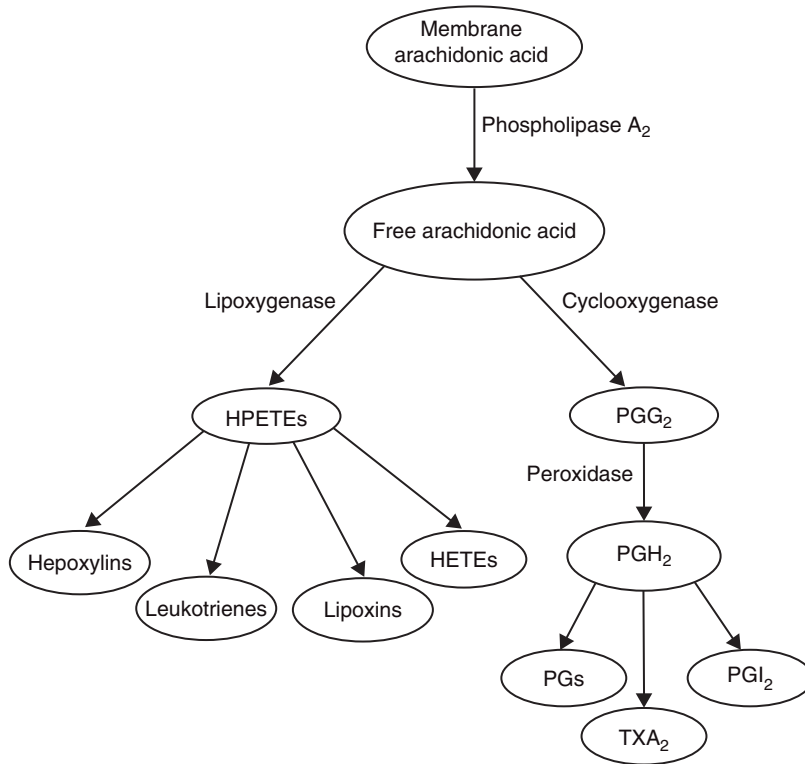 Membrane
arachidonic acid
Phospholipase A₂
Free arachidonic acid
Lipoxygenase
Cyclooxygenase
HPETEs
PGG₂
Peroxidase
Hepoxylins
Leukotrienes
Lipoxins
HETEs
PGH₂
PGs
TXA₂
PGI₂